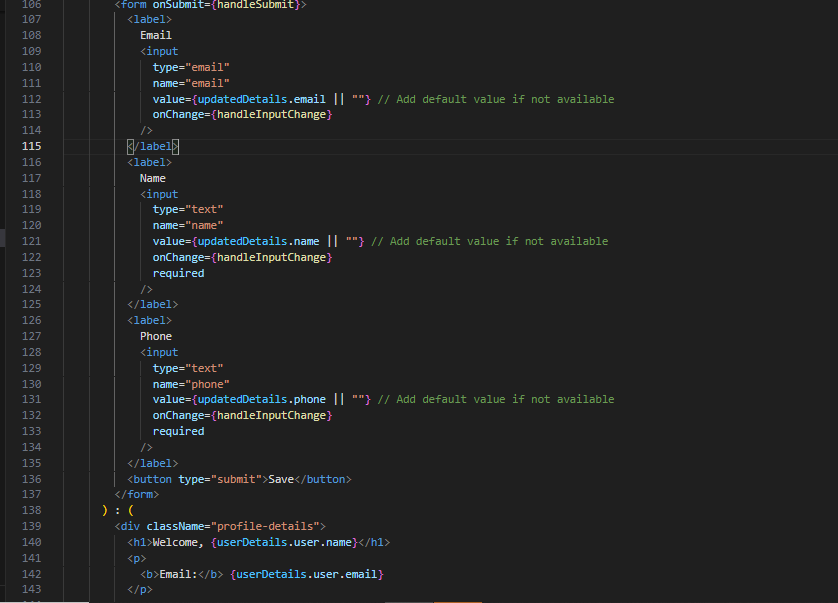 106 <form onSubmit={handleSubmit}>
107 <label>
108 Email
109 <input
110 type="email"
111 name="email"
112 value={updatedDetails.email || ""} // Add default value if not available
113 onChange={handleInputChange}
114 />
115 </label>
116 <label>
117 Name
118 <input
119 type="text"
120 name="name"
121 value={updatedDetails.name || ""} // Add default value if not available
122 onChange={handleInputChange}
123 required
124 />
125 </label>
126 <label>
127 Phone
128 <input
129 type="text"
130 name="phone"
131 value={updatedDetails.phone || ""} // Add default value if not available
132 onChange={handleInputChange}
133 required
134 />
135 </label>
136 <button type="submit">Save</button>
137 </form>
138 ) : (
139 <div className="profile-details">
140 <h1>Welcome, {userDetails.user.name}</h1>
141 <p>
142 <b>Email:</b> {userDetails.user.email}
143 </p>